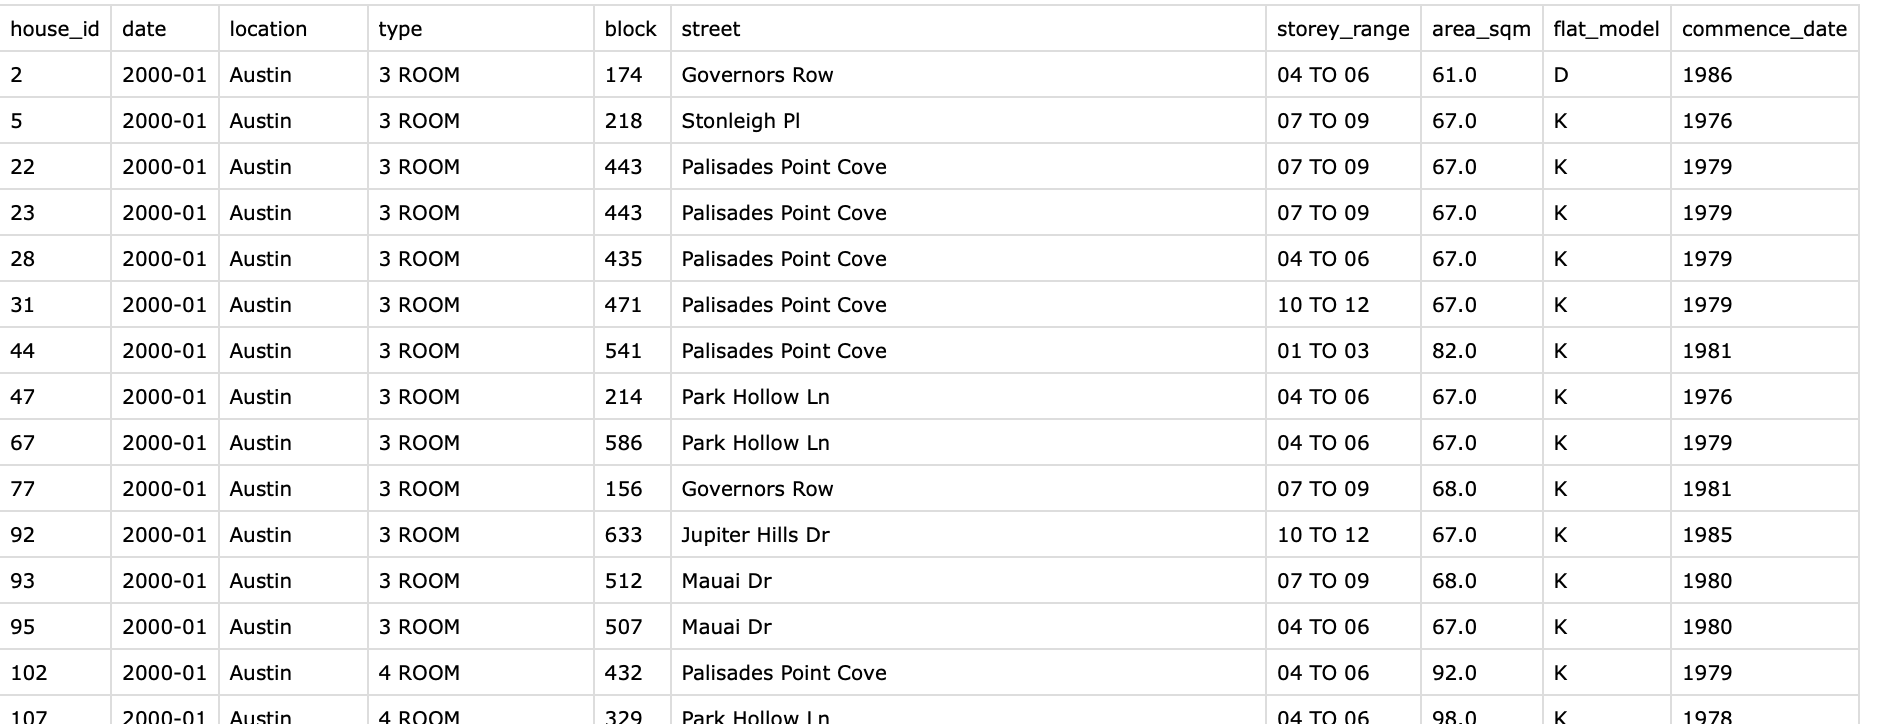 house_id date location type block street storey_range area_sqm flat_model commence_date
2 2000-01 Austin 3 ROOM 174 Governors Row 04 TO 06 61.0 D 1986
5 2000-01 Austin 3 ROOM 218 Stonleigh Pl 07 TO 09 67.0 K 1976
22 2000-01 Austin 3 ROOM 443 Palisades Point Cove 07 TO 09 67.0 K 1979
23 2000-01 Austin 3 ROOM 443 Palisades Point Cove 07 TO 09 67.0 K 1979
28 2000-01 Austin 3 ROOM 435 Palisades Point Cove 04 TO 06 67.0 K 1979
31 2000-01 Austin 3 ROOM 471 Palisades Point Cove 10 TO 12 67.0 K 1979
44 2000-01 Austin 3 ROOM 541 Palisades Point Cove 01 TO 03 82.0 K 1981
47 2000-01 Austin 3 ROOM 214 Park Hollow Ln 04 TO 06 67.0 K 1976
67 2000-01 Austin 3 ROOM 586 Park Hollow Ln 04 TO 06 67.0 K 1979
77 2000-01 Austin 3 ROOM 156 Governors Row 07 TO 09 68.0 K 1981
92 2000-01 Austin 3 ROOM 633 Jupiter Hills Dr 10 TO 12 67.0 K 1985
93 2000-01 Austin 3 ROOM 512 Mauai Dr 07 TO 09 68.0 K 1980
95 2000-01 Austin 3 ROOM 507 Mauai Dr 04 TO 06 67.0 K 1980
102 2000-01 Austin 4 ROOM 432 Palisades Point Cove 04 TO 06 92.0 K 1979
107 2000-01 Austin 4 ROOM 329 Park Hollow Ln 04 TO 06 98.0 K 1978